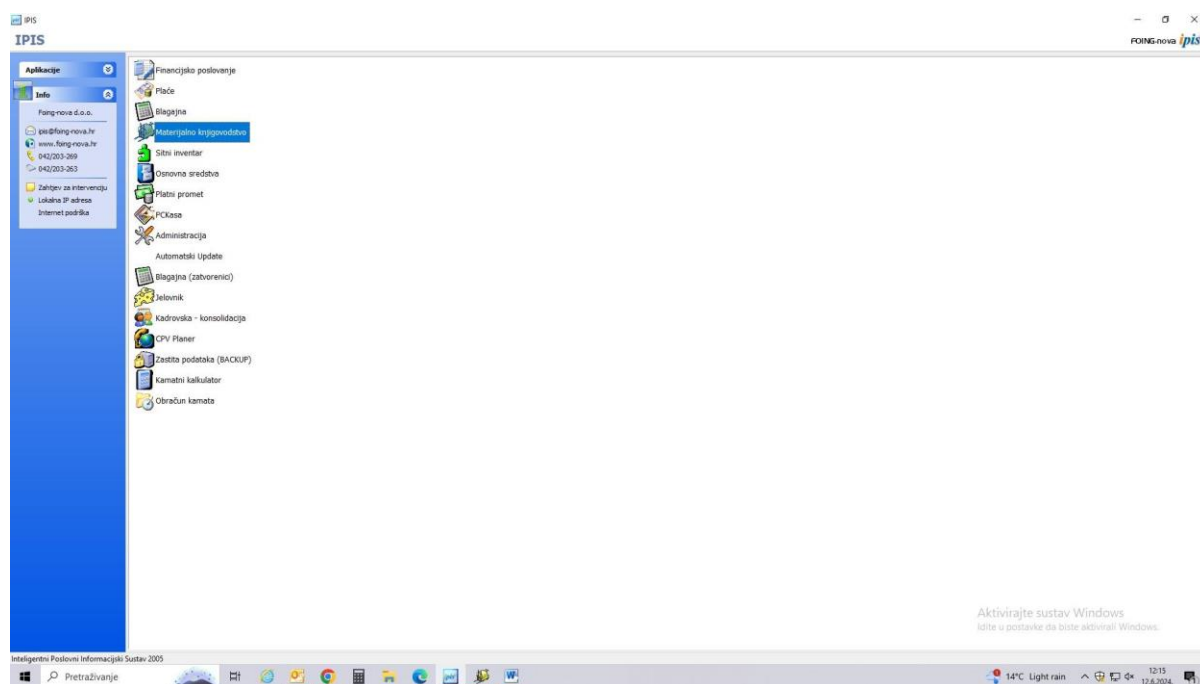 IPIS
IPIS
FOING-nova ipis
Aplikacije
Info
Foing-nova d.o.o.
ipis@foing-nova.hr
www.foing-nova.hr
042/203-269
042/203-263
Zahtjev za intervenciju
Lokalna IP adresa
Internet podrška
Financijsko poslovanje
Plaće
Blagajna
Materijalno knjigovodstvo
Sitni inventar
Osnovna sredstva
Platni promet
PCKasa
Administracija
Automatski Update
Blagajna (zatvorenici)
Jelovnik
Kadrovska - konsolidacija
CPV Planer
Zastita podataka (BACKUP)
Kamatni kalkulator
Obračun kamata
Aktivirajte sustav Windows
Idite u postavke da biste aktivirali Windows.
Inteligentni Poslovni Informacijski Sustav 2005
Pretraživanje
14°C Light rain
12:15
12.6.2024.